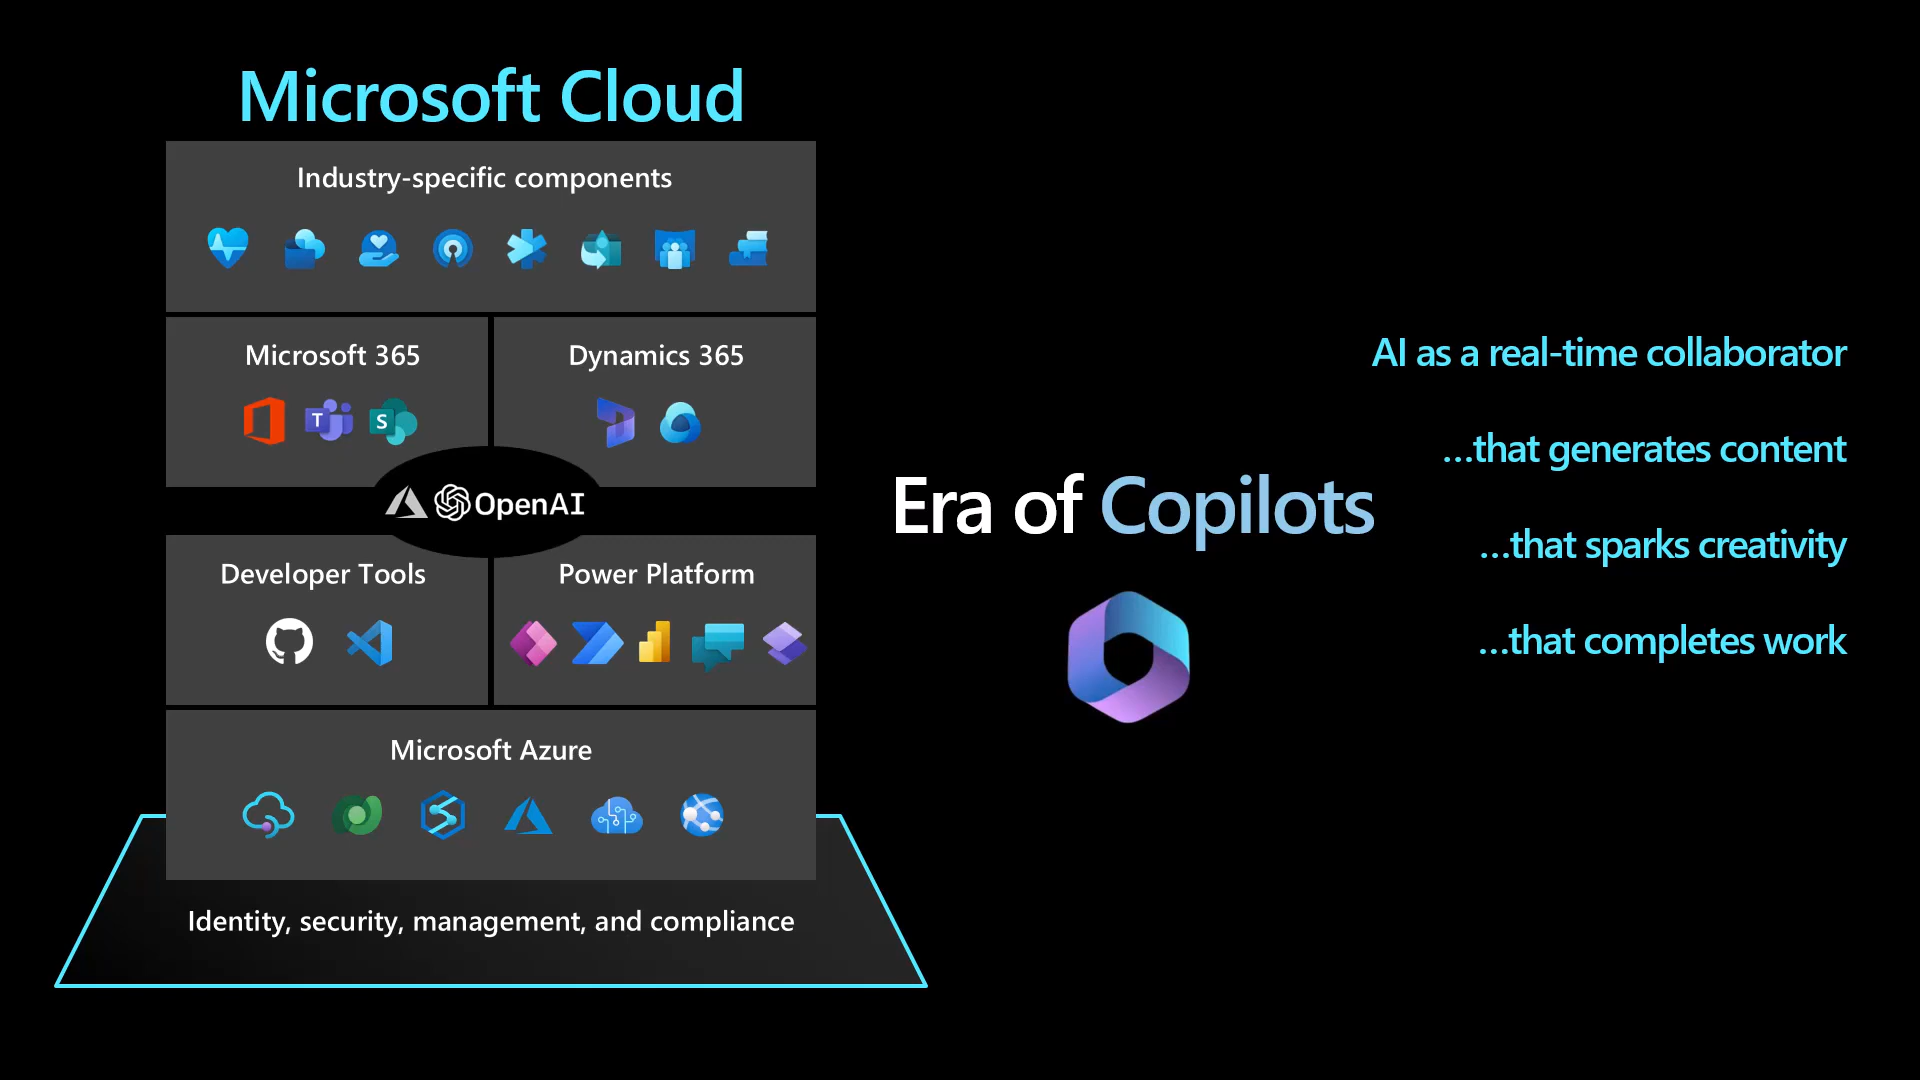 Microsoft Cloud
Industry-specific components
Microsoft 365
T
S
Dynamics 365
OpenAI
Developer Tools
Power Platform
Microsoft Azure
Identity, security, management, and compliance
Era of Copilots
AI as a real-time collaborator
...that generates content
...that sparks creativity
...that completes work